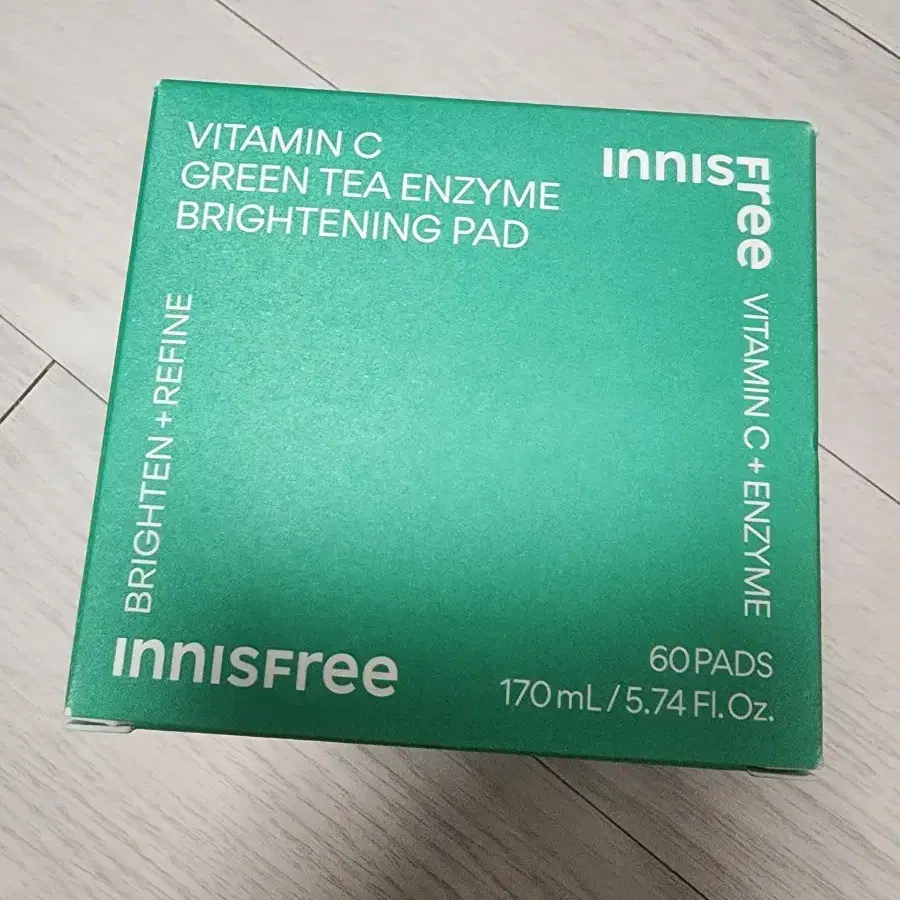 VITAMIN C
GREEN TEA ENZYME
BRIGHTENING PAD
INNISFree
VITAMIN C + ENZYME
BRIGHTEN + REFINE
INNISFree
60 PADS
170 mL / 5.74 Fl. Oz.